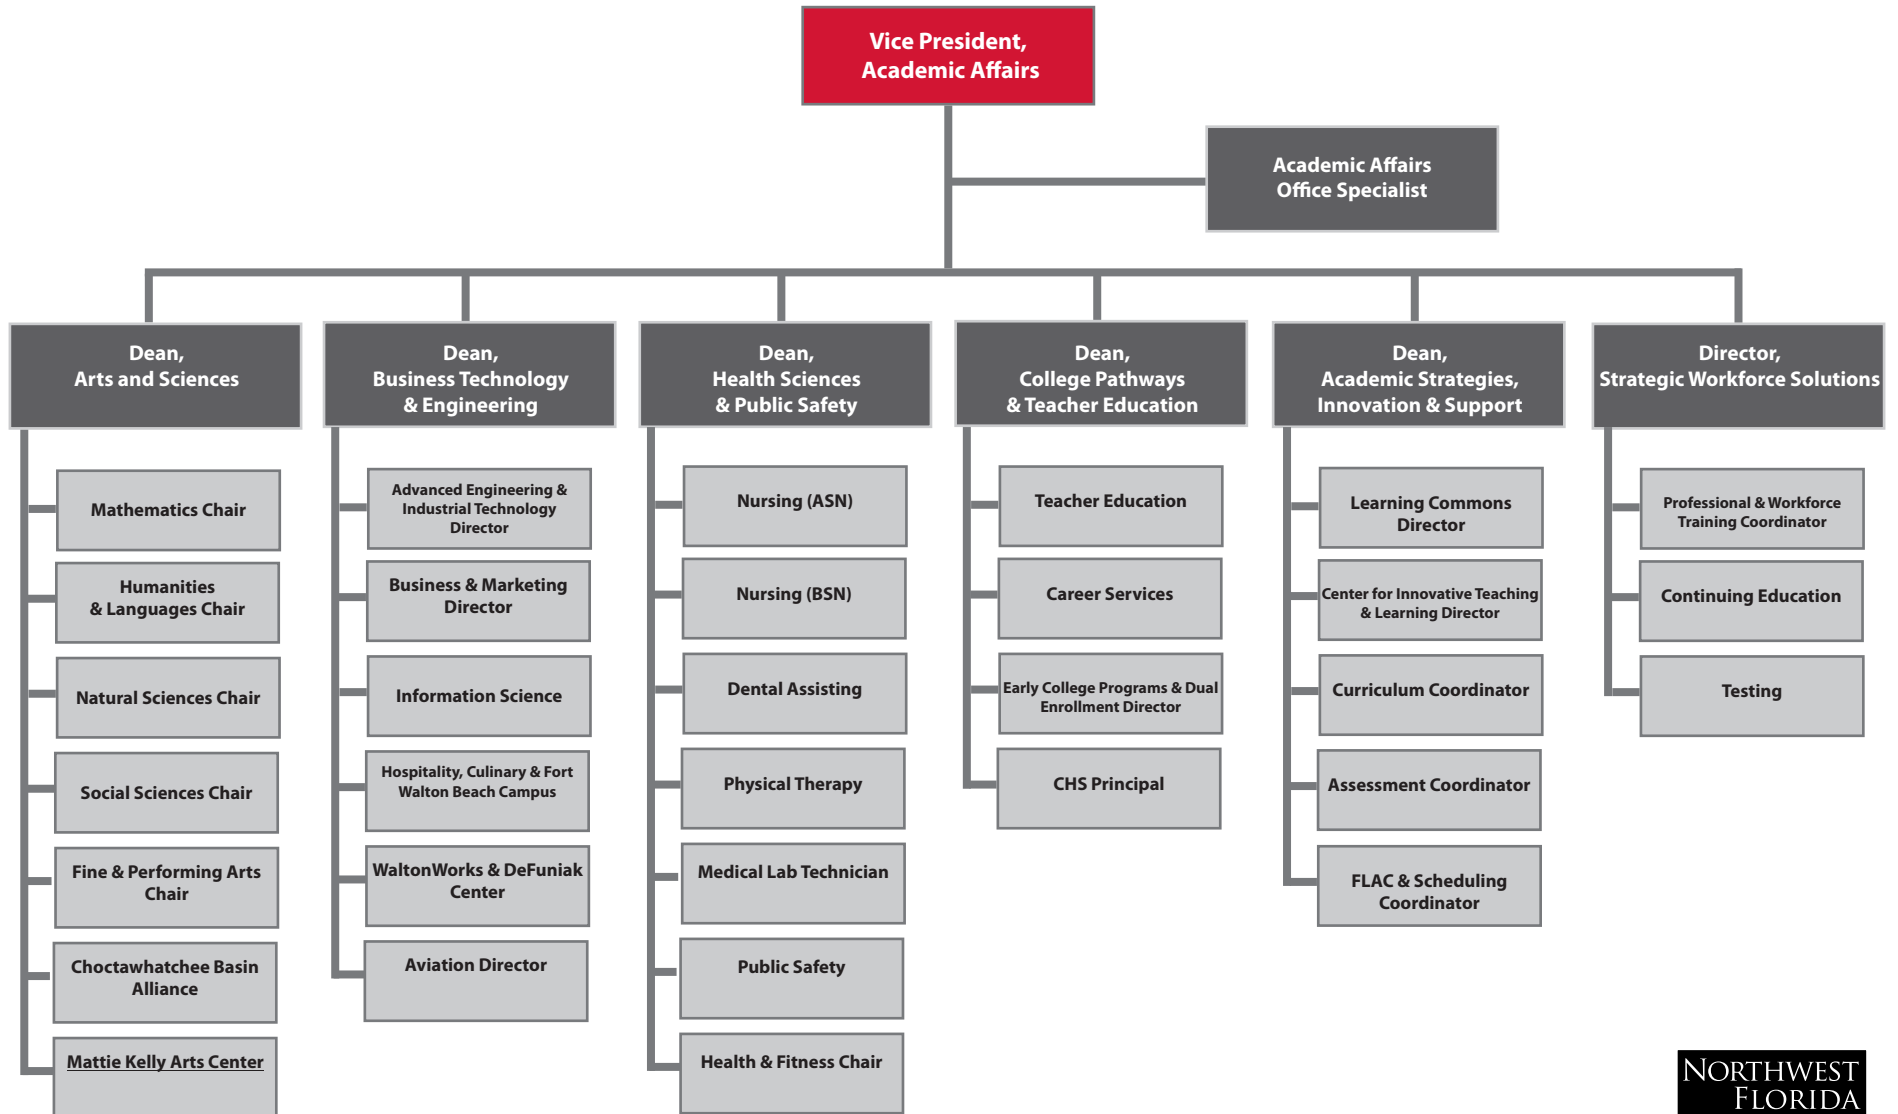 Vice President,
Academic Affairs
Academic Affairs
Office Specialist
Dean,
Arts and Sciences
Mathematics Chair
Humanities
& Languages Chair
Natural Sciences Chair
Social Sciences Chair
Fine & Performing Arts
Chair
Choctawhatchee Basin
Alliance
Mattie Kelly Arts Center
Dean,
Business Technology
& Engineering
Advanced Engineering &
Industrial Technology
Director
Business & Marketing
Director
Information Science
Hospitality, Culinary & Fort
Walton Beach Campus
WaltonWorks & DeFuniak
Center
Aviation Director
Dean,
Health Sciences
& Public Safety
Nursing (ASN)
Nursing (BSN)
Dental Assisting
Physical Therapy
Medical Lab Technician
Public Safety
Health & Fitness Chair
Dean,
College Pathways
& Teacher Education
Teacher Education
Career Services
Early College Programs & Dual
Enrollment Director
CHS Principal
Dean,
Academic Strategies,
Innovation & Support
Learning Commons
Director
Center for Innovative Teaching
& Learning Director
Curriculum Coordinator
Assessment Coordinator
FLAC & Scheduling
Coordinator
Director,
Strategic Workforce Solutions
Professional & Workforce
Training Coordinator
Continuing Education
Testing
NORTHWEST
FLORIDA